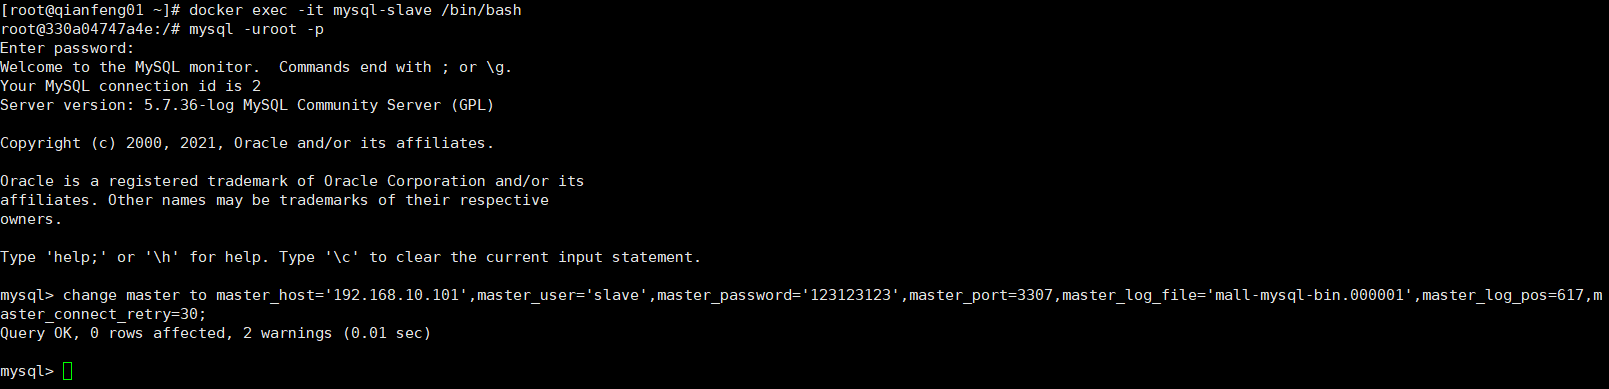 [root@qianfeng01 ~]# docker exec -it mysql-slave /bin/bash
root@330a04747a4e:/# mysql -uroot -p
Enter password:
Welcome to the MySQL monitor.  Commands end with ; or \g.
Your MySQL connection id is 2
Server version: 5.7.36-log MySQL Community Server (GPL)
Copyright (c) 2000, 2021, Oracle and/or its affiliates.
Oracle is a registered trademark of Oracle Corporation and/or its
affiliates. Other names may be trademarks of their respective
owners.
Type 'help;' or '\h' for help. Type '\c' to clear the current input statement.
mysql> change master to master_host='192.168.10.101',master_user='slave',master_password='123123123',master_port=3307,master_log_file='mall-mysql-bin.000001',master_log_pos=617,m
aster_connect_retry=30;
Query OK, 0 rows affected, 2 warnings (0.01 sec)
mysql>